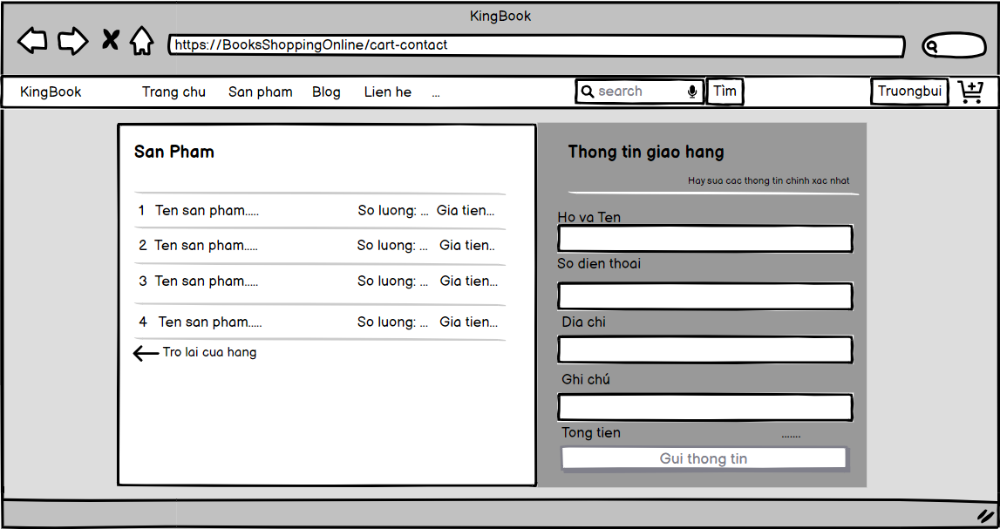 KingBook
https://BooksShoppingOnline/cart-contact
KingBook Trang chu San pham Blog Lien he ... search Tìm Truongbui
San Pham
1 Ten san pham..... So luong: ... Gia tien...
2 Ten san pham..... So luong: ... Gia tien..
3 Ten san pham..... So luong: ... Gia tien...
4 Ten san pham..... So luong: ... Gia tien...
Tro lai cua hang
Thong tin giao hang
Hay sua cac thong tin chinh xac nhat
Ho va Ten
So dien thoai
Dia chi
Ghi chú
Tong tien .......
Gui thong tin